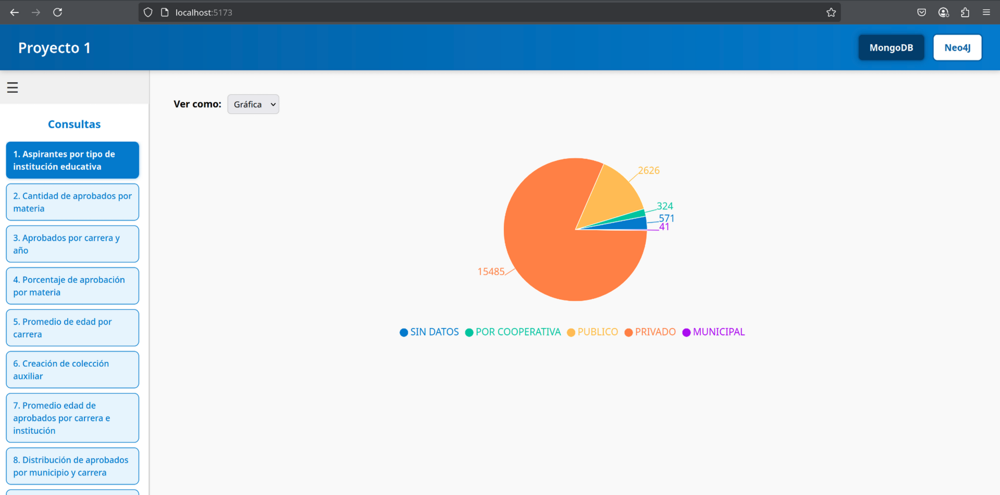 localhost:5173
Proyecto 1
MongoDB
Neo4J
☰
Ver como:
Gráfica
Consultas
1. Aspirantes por tipo de
institución educativa
2. Cantidad de aprobados por
materia
3. Aprobados por carrera y
año
4. Porcentaje de aprobación
por materia
5. Promedio de edad por
carrera
6. Creación de colección
auxiliar
7. Promedio edad de
aprobados por carrera e
institución
8. Distribución de aprobados
por municipio y carrera
2626
324
571
41
15485
SIN DATOS
POR COOPERATIVA
PUBLICO
PRIVADO
MUNICIPAL